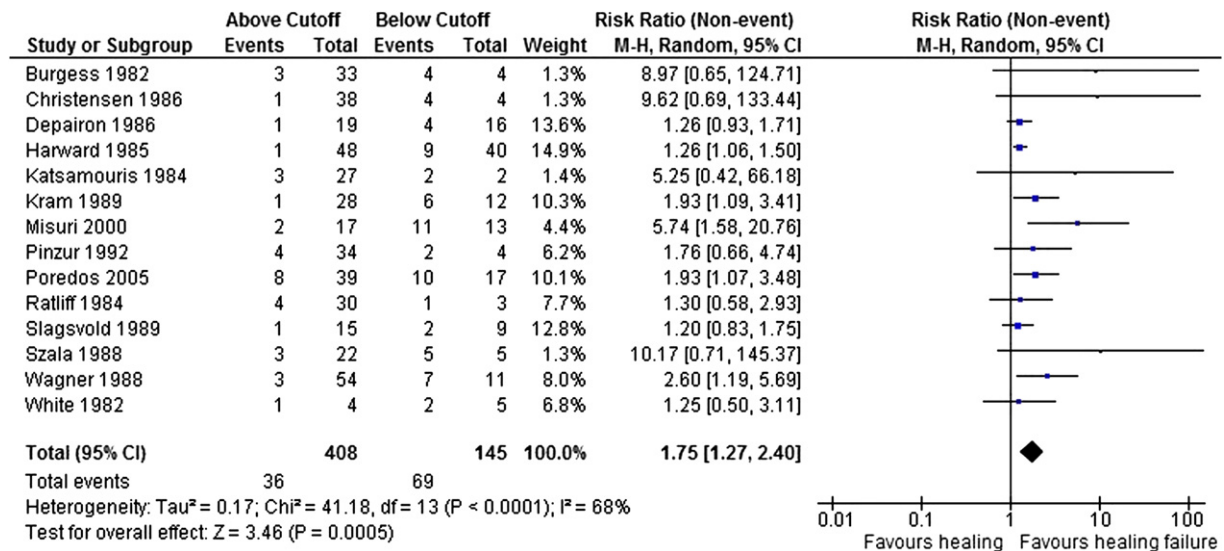 Above Cutoff Below Cutoff Risk Ratio (Non-event) Risk Ratio (Non-event)
Study or Subgroup Events Total Events Total Weight M-H, Random, 95% CI M-H, Random, 95% CI
Burgess 1982 3 33 4 4 1.3% 8.97 [0.65, 124.71]
Christensen 1986 1 38 4 4 1.3% 9.62 [0.69, 133.44]
Depairon 1986 1 19 4 16 13.6% 1.26 [0.93, 1.71]
Harward 1985 1 48 9 40 14.9% 1.26 [1.06, 1.50]
Katsamouris 1984 3 27 2 2 1.4% 5.25 [0.42, 66.18]
Kram 1989 1 28 6 12 10.3% 1.93 [1.09, 3.41]
Misuri 2000 2 17 11 13 4.4% 5.74 [1.58, 20.76]
Pinzur 1992 4 34 2 4 6.2% 1.76 [0.66, 4.74]
Poredos 2005 8 39 10 17 10.1% 1.93 [1.07, 3.48]
Ratliff 1984 4 30 1 3 7.7% 1.30 [0.58, 2.93]
Slagsvold 1989 1 15 2 9 12.8% 1.20 [0.83, 1.75]
Szala 1988 3 22 5 5 1.3% 10.17 [0.71, 145.37]
Wagner 1988 3 54 7 11 8.0% 2.60 [1.19, 5.69]
White 1982 1 4 2 5 6.8% 1.25 [0.50, 3.11]
Total (95% CI) 408 145 100.0% 1.75 [1.27, 2.40]
Total events 36 69
Heterogeneity: Tau² = 0.17; Chi² = 41.18, df = 13 (P < 0.0001); I² = 68%
Test for overall effect: Z = 3.46 (P = 0.0005)
0.01 0.1 1 10 100
Favours healing Favours healing failure